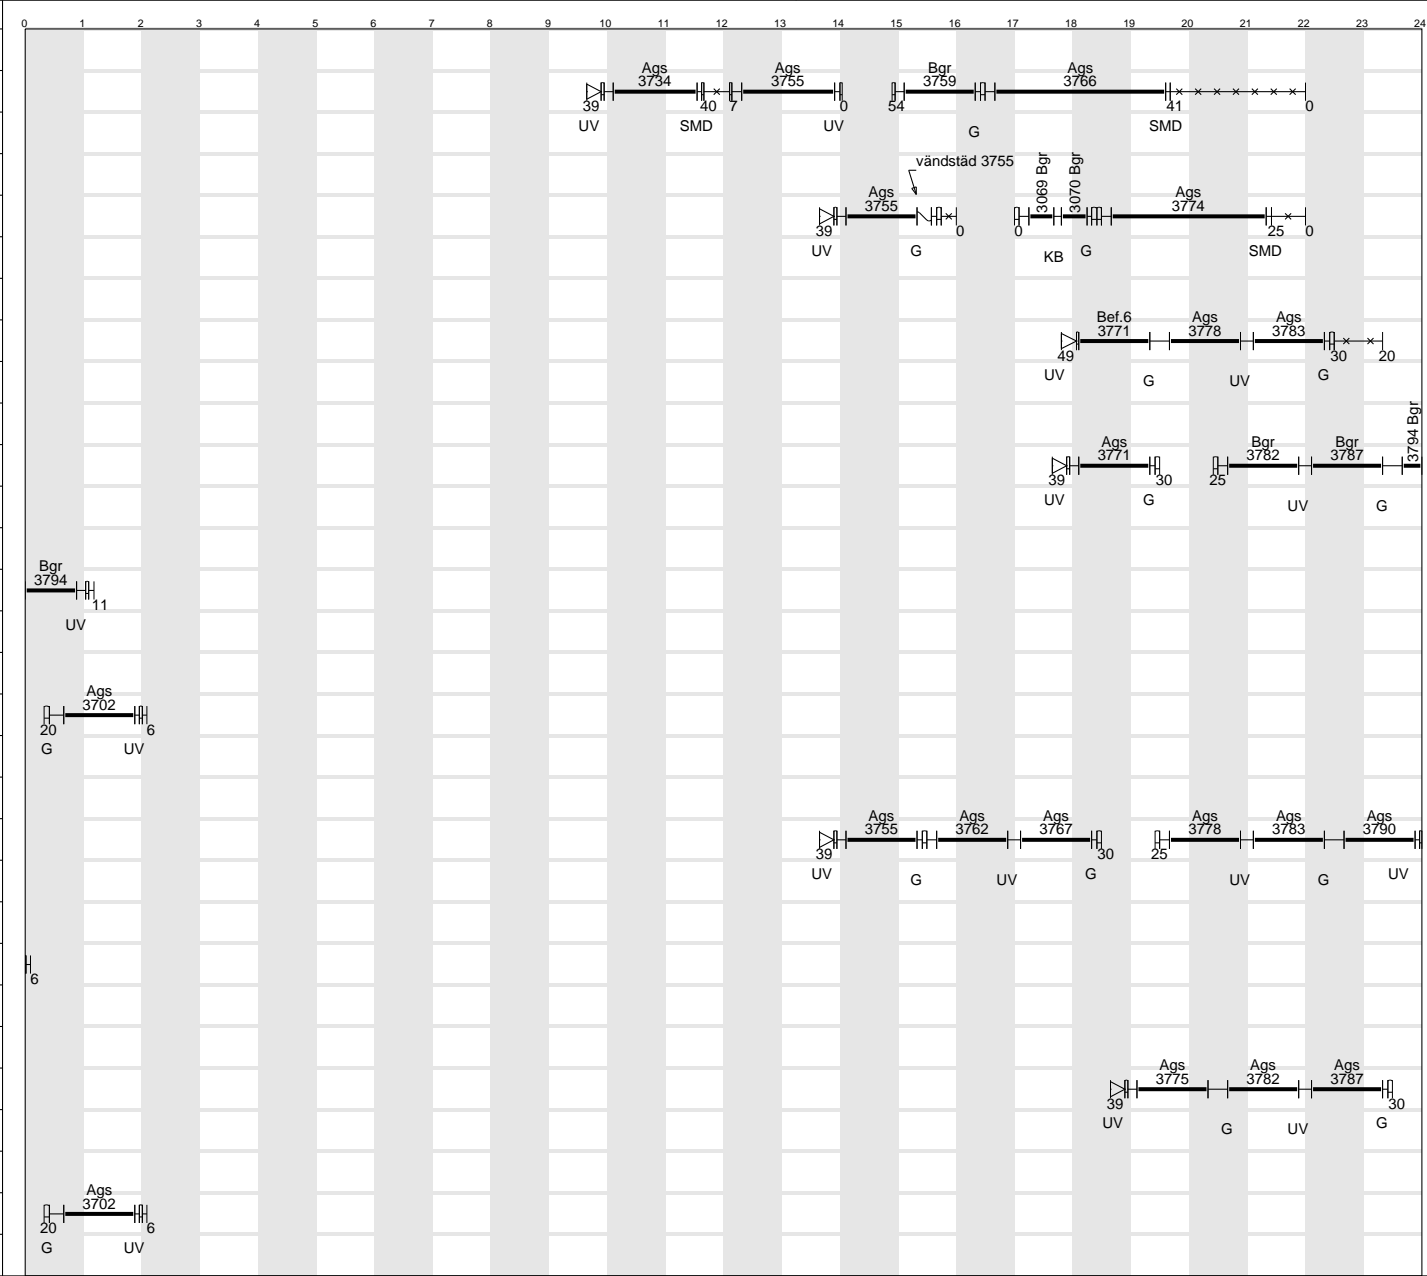 0 1 2 3 4 5 6 7 8 9 10 11 12 13 14 15 16 17 18 19 20 21 22 23 24
Ags Ags Bgr Ags
3734 3755 3759 3766
39 40 7 0 54 41 0
UV SMD UV G SMD
vändstäd 3755
Ags 3069 Bgr 3070 Bgr Ags
3755 3774
39 0 0 25 0
UV G KB G SMD
Bef.6 Ags Ags
3771 3778 3783
49 30 20
UV G UV G
Ags Bgr Bgr 3794 Bgr
3771 3782 3787
39 30 25
UV G UV G
Bgr
3794
11
UV
Ags
3702
20 6
G UV
Ags Ags Ags Ags Ags Ags
3755 3762 3767 3778 3783 3790
39 30 25
UV G UV G UV G UV
6
Ags Ags Ags
3775 3782 3787
39 30
UV G UV G
Ags
3702
20 6
G UV